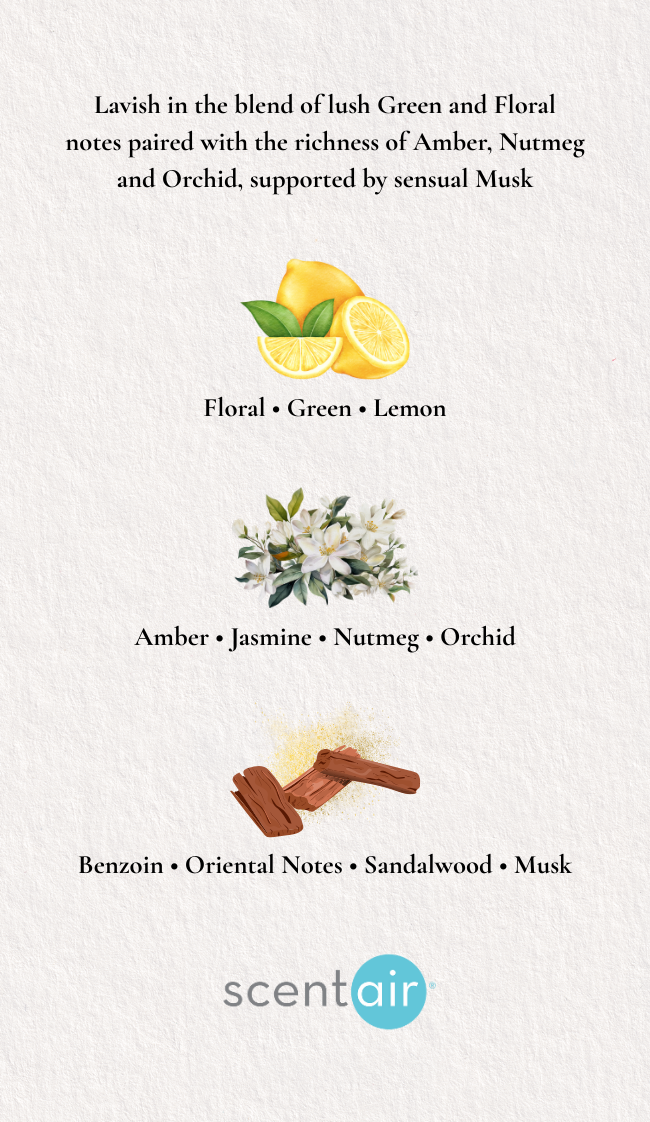 Lavish in the blend of lush Green and Floral
notes paired with the richness of Amber, Nutmeg
and Orchid, supported by sensual Musk
Floral • Green • Lemon
Amber • Jasmine • Nutmeg • Orchid
Benzoin • Oriental Notes • Sandalwood • Musk
scentair®